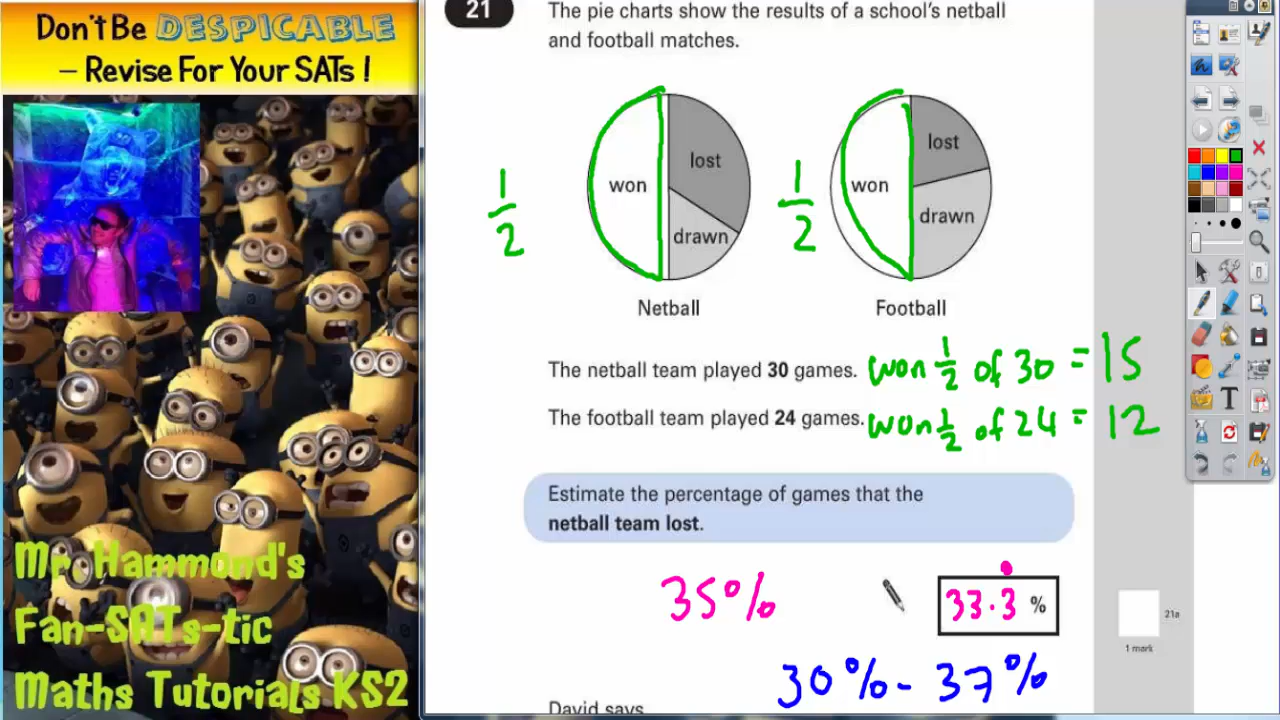 Don't Be DESPICABLE
– Revise For Your SATs !
21
The pie charts show the results of a school's netball
and football matches.
1/2
won
lost
drawn
Netball
1/2
won
lost
drawn
Football
The netball team played 30 games. won 1/2 of 30 = 15
The football team played 24 games. won 1/2 of 24 = 12
Estimate the percentage of games that the
netball team lost.
35%
33.3 %
21a
1 mark
30% - 37%
David says
Mr. Hammond's
Fan-SATs-tic
Maths Tutorials KS2